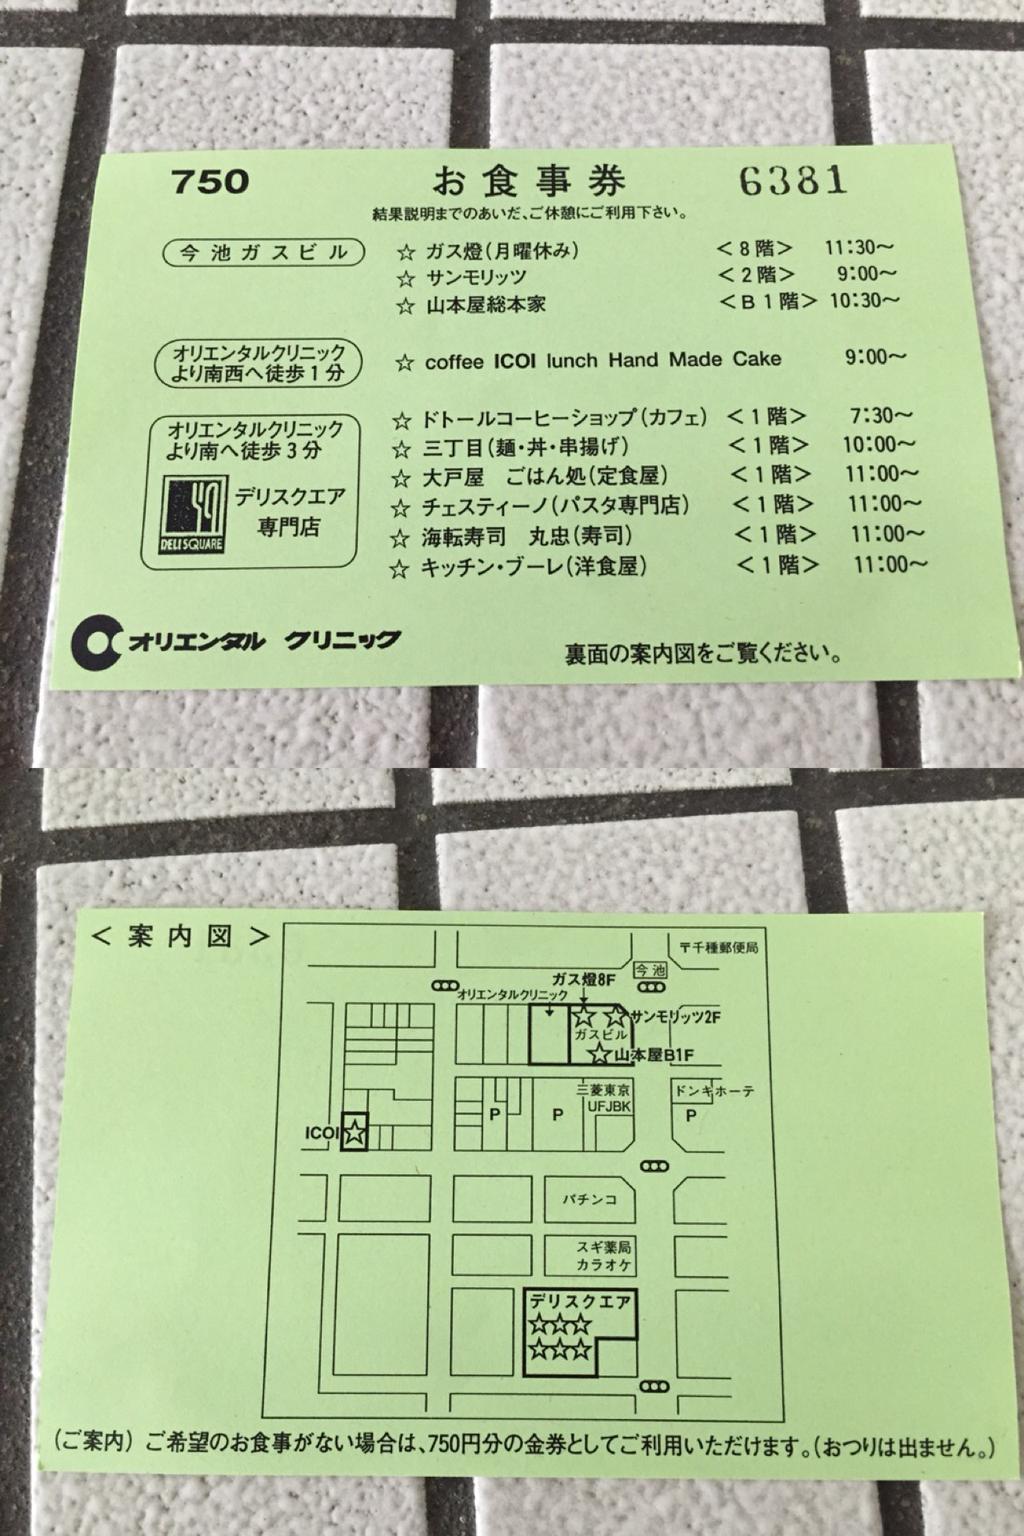 750 お食事券 6381
結果説明までのあいだ、ご休憩にご利用下さい。
今池ガスビル ☆ ガス燈(月曜休み) <8階> 11:30～
☆ サンモリッツ <2階> 9:00～
☆ 山本屋総本家 <B1階> 10:30～
オリエンタルクリニック
より南西へ徒歩1分
☆ coffee ICOI lunch Hand Made Cake 9:00～
オリエンタルクリニック
より南へ徒歩3分
DELI SQUARE
デリスクエア
専門店
☆ ドトールコーヒーショップ(カフェ) <1階> 7:30～
☆ 三丁目(麺・丼・串揚げ) <1階> 10:00～
☆ 大戸屋 ごはん処(定食屋) <1階> 11:00～
☆ チェスティーノ(パスタ専門店) <1階> 11:00～
☆ 海転寿司 丸忠(寿司) <1階> 11:00～
☆ キッチン・ブーレ(洋食屋) <1階> 11:00～
オリエンタル クリニック
裏面の案内図をご覧ください。
<案内図>
〒千種郵便局
今池
ガス燈8F
オリエンタルクリニック
サンモリッツ2F
ガスビル
山本屋B1F
三菱東京
UFJBK
ドンキホーテ
P
P
P
ICOI
パチンコ
スギ薬局
カラオケ
デリスクエア
☆☆☆
☆☆☆
(ご案内) ご希望のお食事がない場合は、750円分の金券としてご利用いただけます。(おつりは出ません。)